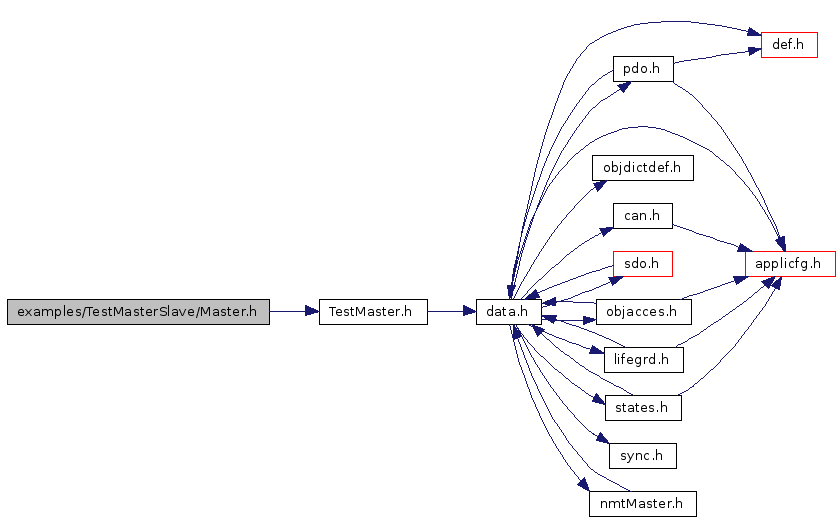 def.h
pdo.h
objdictdef.h
can.h
sdo.h
applicfg.h
examples/TestMasterSlave/Master.h
TestMaster.h
data.h
objacces.h
lifegrd.h
states.h
sync.h
nmtMaster.h